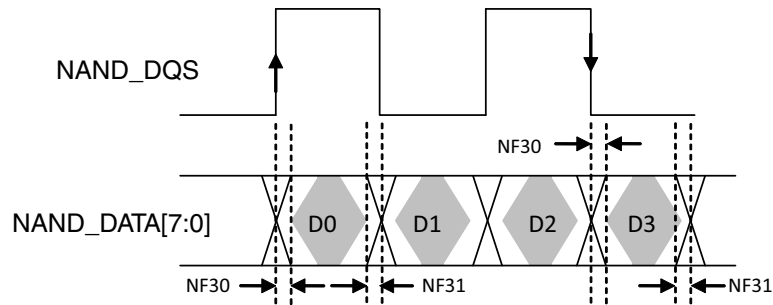 NAND_DQS
NF30
NAND_DATA[7:0]
D0
D1
D2
D3
NF30
NF31
NF31